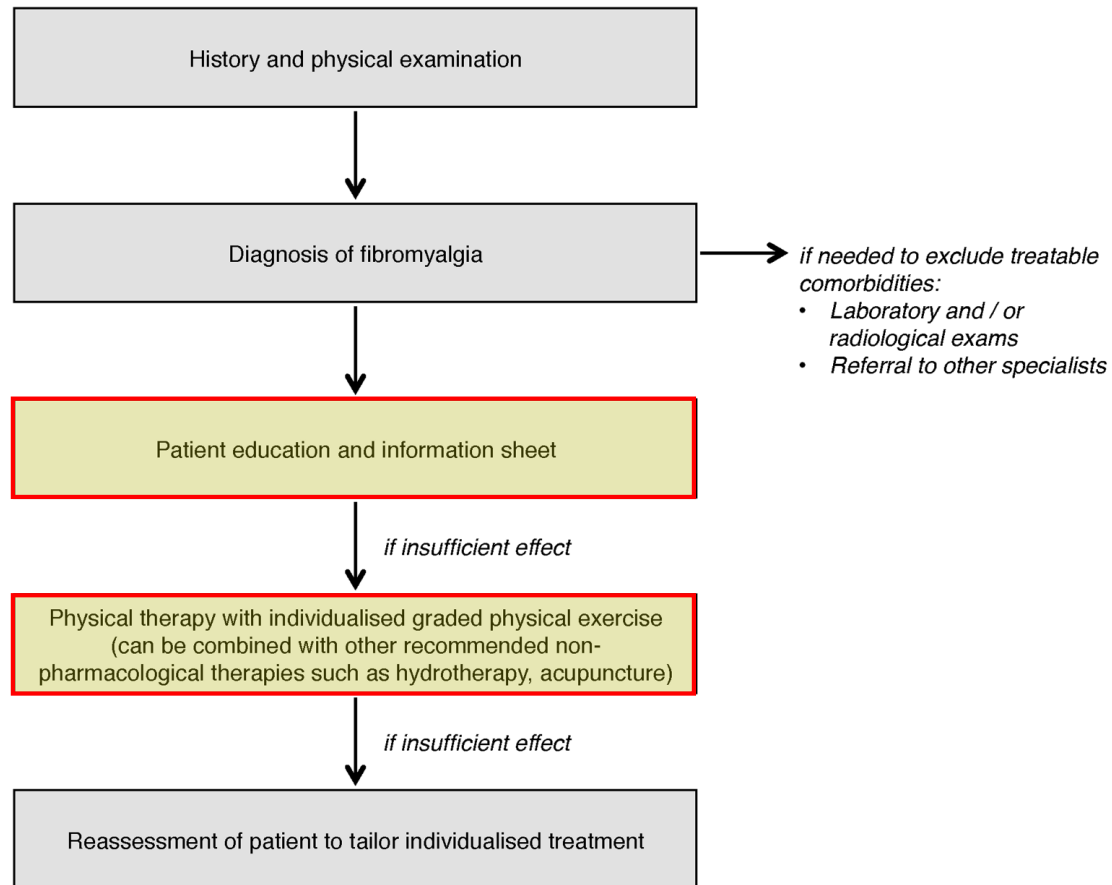 History and physical examination
Diagnosis of fibromyalgia
if needed to exclude treatable
comorbidities:
• Laboratory and / or
radiological exams
• Referral to other specialists
Patient education and information sheet
if insufficient effect
Physical therapy with individualised graded physical exercise
(can be combined with other recommended non-
pharmacological therapies such as hydrotherapy, acupuncture)
if insufficient effect
Reassessment of patient to tailor individualised treatment